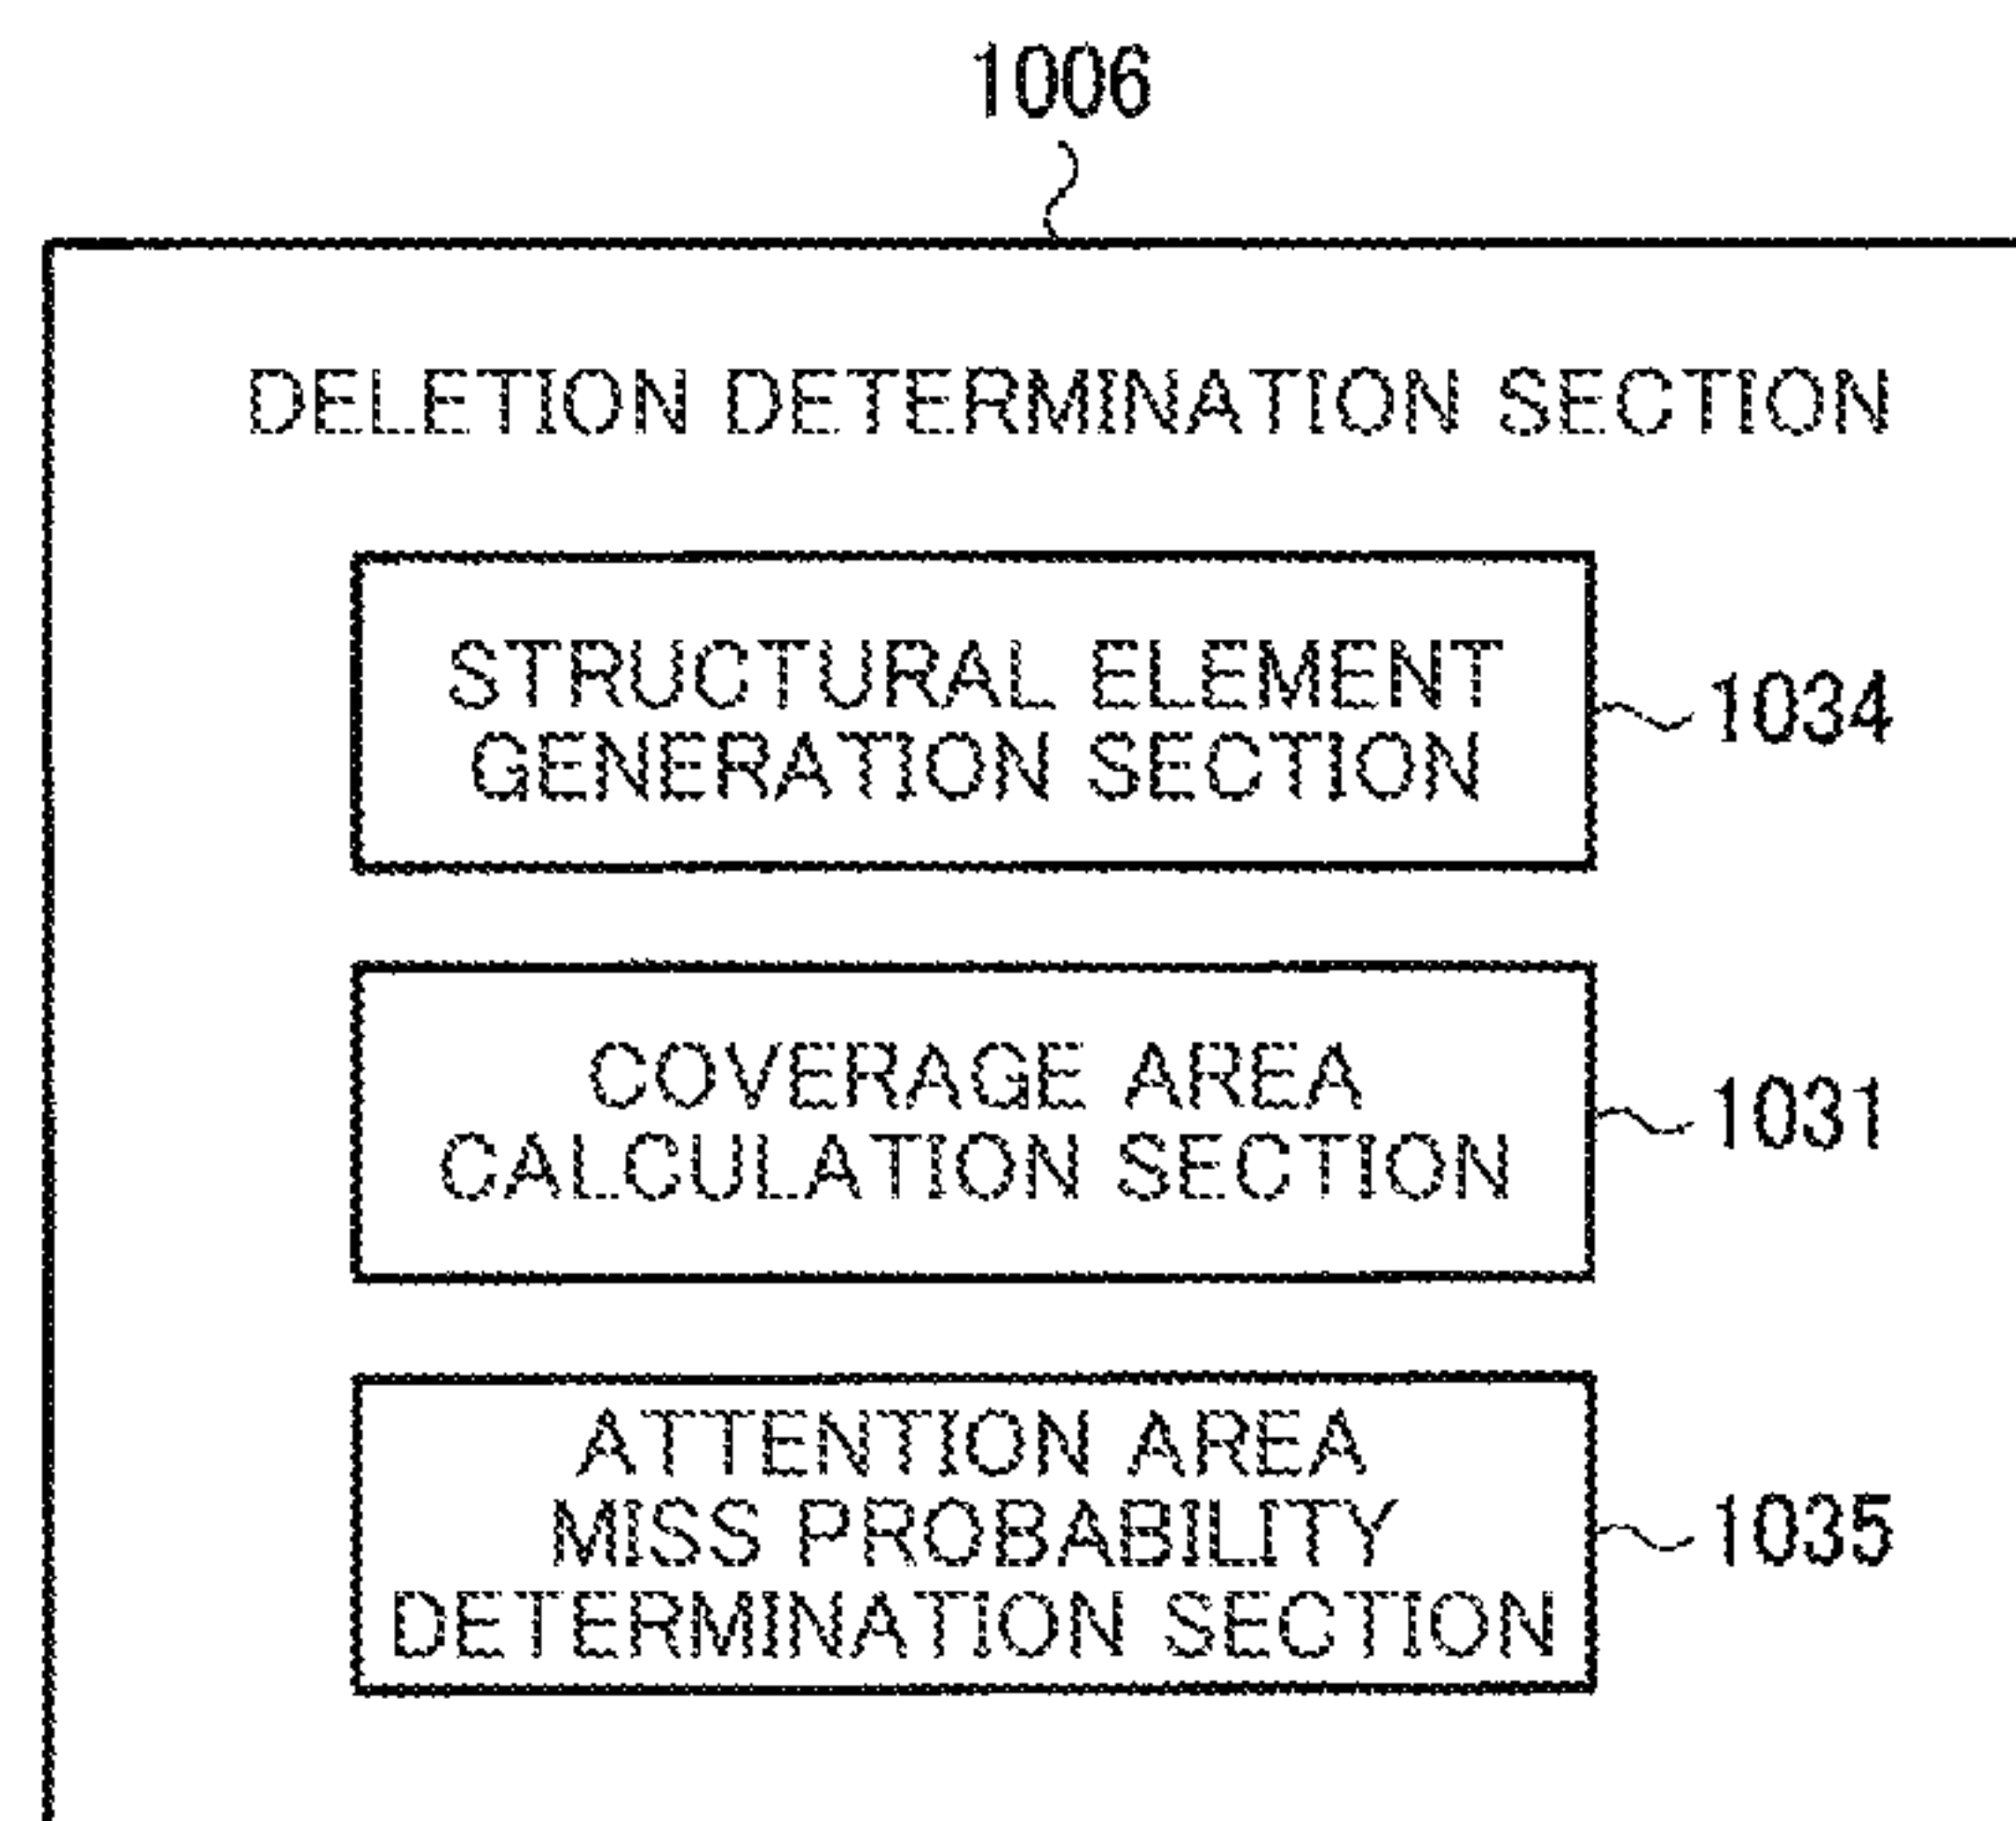 1006
DELETION DETERMINATION SECTION
STRUCTURAL ELEMENT
GENERATION SECTION
1034
COVERAGE AREA
CALCULATION SECTION
1031
ATTENTION AREA
MISS PROBABILITY
DETERMINATION SECTION
1035